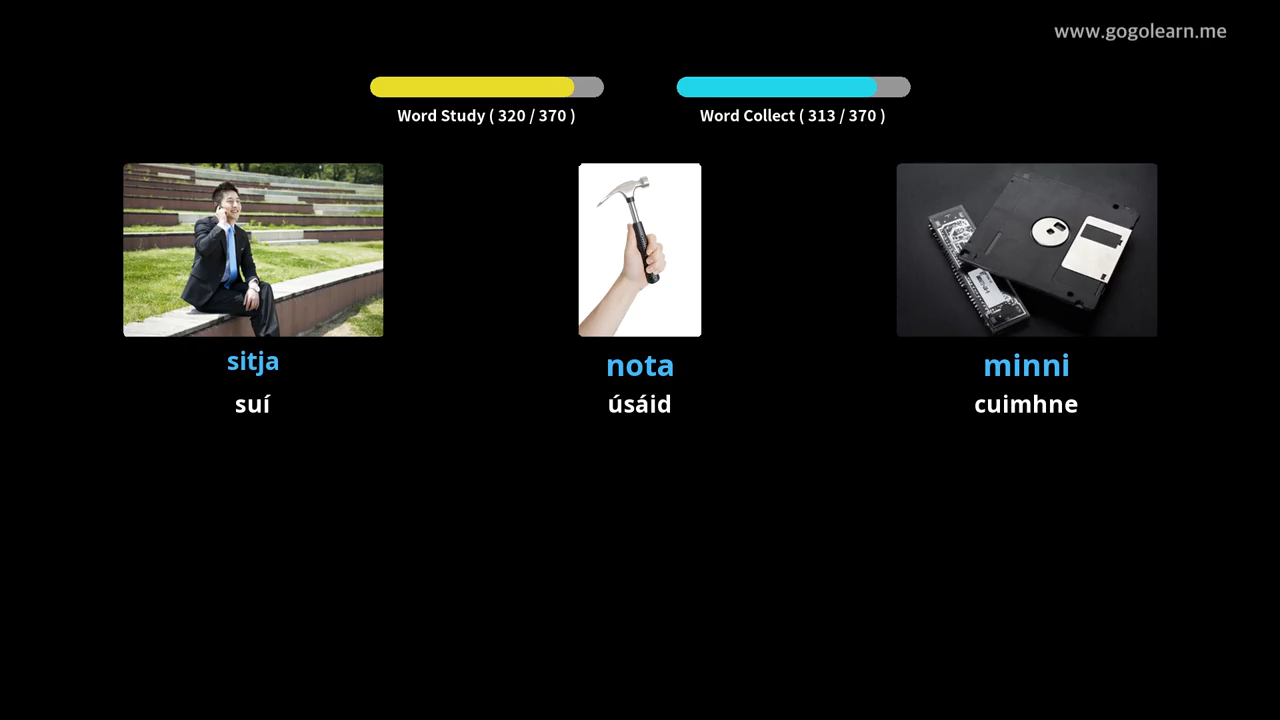 www.gogolearn.me
Word Study ( 320 / 370 )
Word Collect ( 313 / 370 )
sitja
suí
nota
úsáid
minni
cuimhne